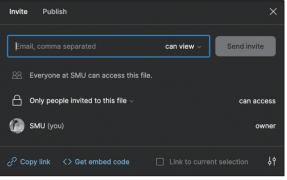 Invite Publish
Email, comma separated can view Send invite
Everyone at SMU can access this file.
Only people invited to this file can access
SMU (you) owner
Copy link <> Get embed code Link to current selection